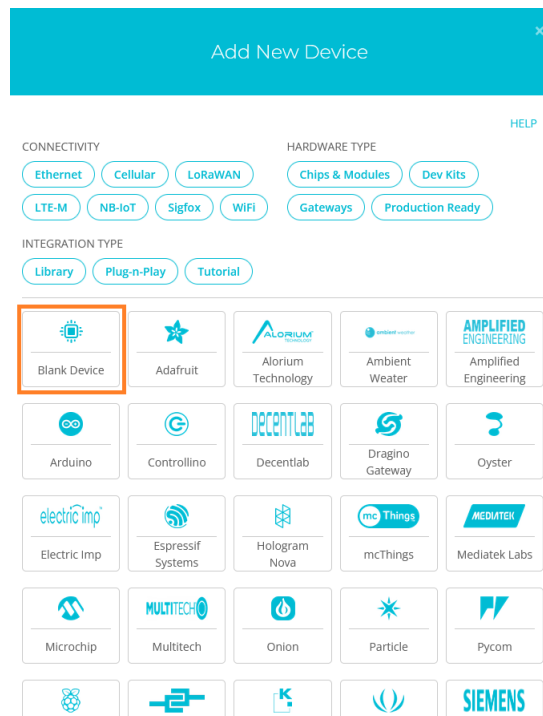 Add New Device
×
HELP
CONNECTIVITY
HARDWARE TYPE
Ethernet Cellular LoRaWAN
Chips & Modules Dev Kits
LTE-M NB-IoT Sigfox WiFi
Gateways Production Ready
INTEGRATION TYPE
Library Plug-n-Play Tutorial
Blank Device
Adafruit
ALORIUM
TECHNOLOGY
Alorium
Technology
ambient weather
Ambient
Weater
AMPLIFIED
ENGINEERING
Amplified
Engineering
Arduino
Controllino
DECENTLAB
Decentlab
Dragino
Gateway
Oyster
electric imp
Electric Imp
Espressif
Systems
Hologram
Nova
mc Things
mcThings
MEDIATEK
Mediatek Labs
Microchip
MULTITECH
Multitech
Onion
Particle
Pycom
K
SIEMENS